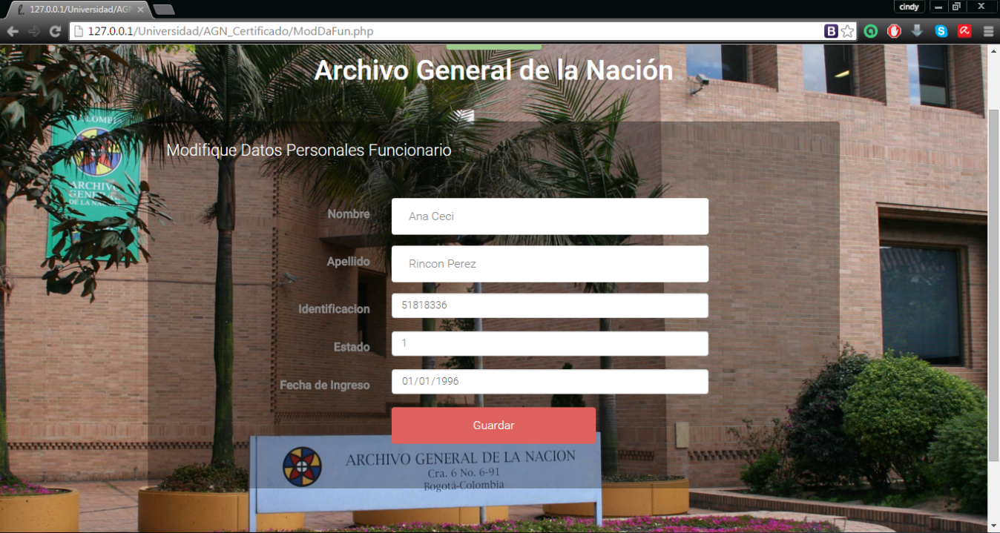 127.0.0.1/Universidad/AG
cindy
127.0.0.1/Universidad/AGN_Certificado/ModDaFun.php
B
Archivo General de la Nación
COLOMBIA
ARCHIVO
GENERAL
DE LA NACION
Modifique Datos Personales Funcionario
Nombre
Ana Ceci
Apellido
Rincon Perez
Identificacion
51818336
Estado
1
Fecha de Ingreso
01/01/1996
Guardar
ARCHIVO GENERAL DE LA NACION
Cra. 6 No. 6-91
Bogotá-Colombia